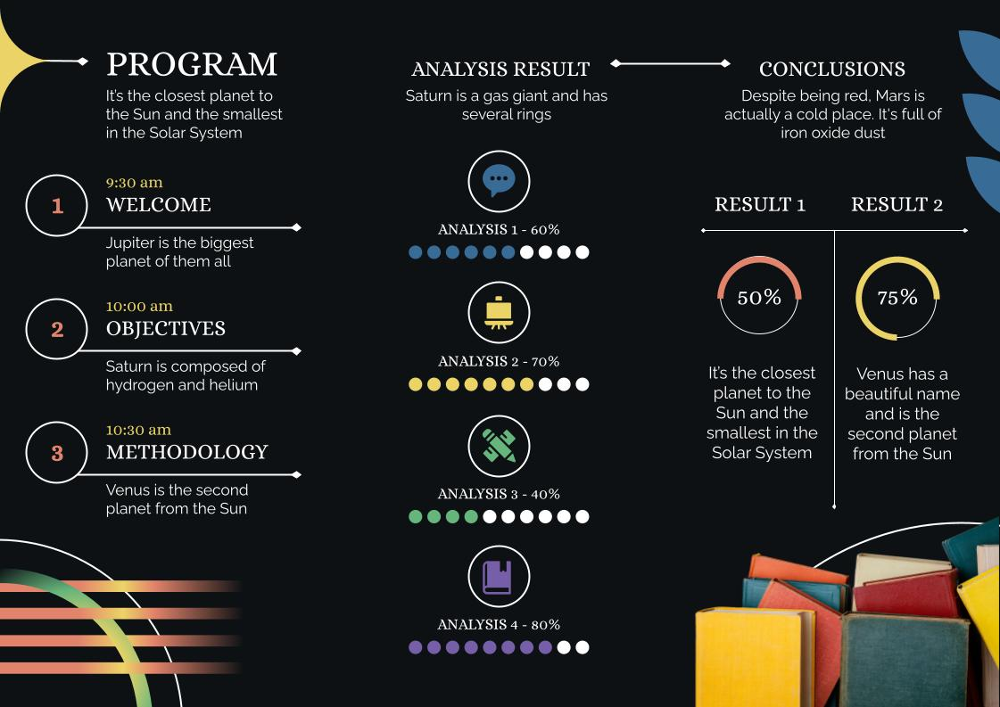 PROGRAM
It's the closest planet to
the Sun and the smallest
in the Solar System
1
9:30 am
WELCOME
Jupiter is the biggest
planet of them all
2
10:00 am
OBJECTIVES
Saturn is composed of
hydrogen and helium
3
10:30 am
METHODOLOGY
Venus is the second
planet from the Sun
ANALYSIS RESULT
Saturn is a gas giant and has
several rings
ANALYSIS 1 - 60%
ANALYSIS 2 - 70%
ANALYSIS 3 - 40%
ANALYSIS 4 - 80%
CONCLUSIONS
Despite being red, Mars is
actually a cold place. It's full of
iron oxide dust
RESULT 1
50%
It's the closest
planet to the
Sun and the
smallest in the
Solar System
RESULT 2
75%
Venus has a
beautiful name
and is the
second planet
from the Sun